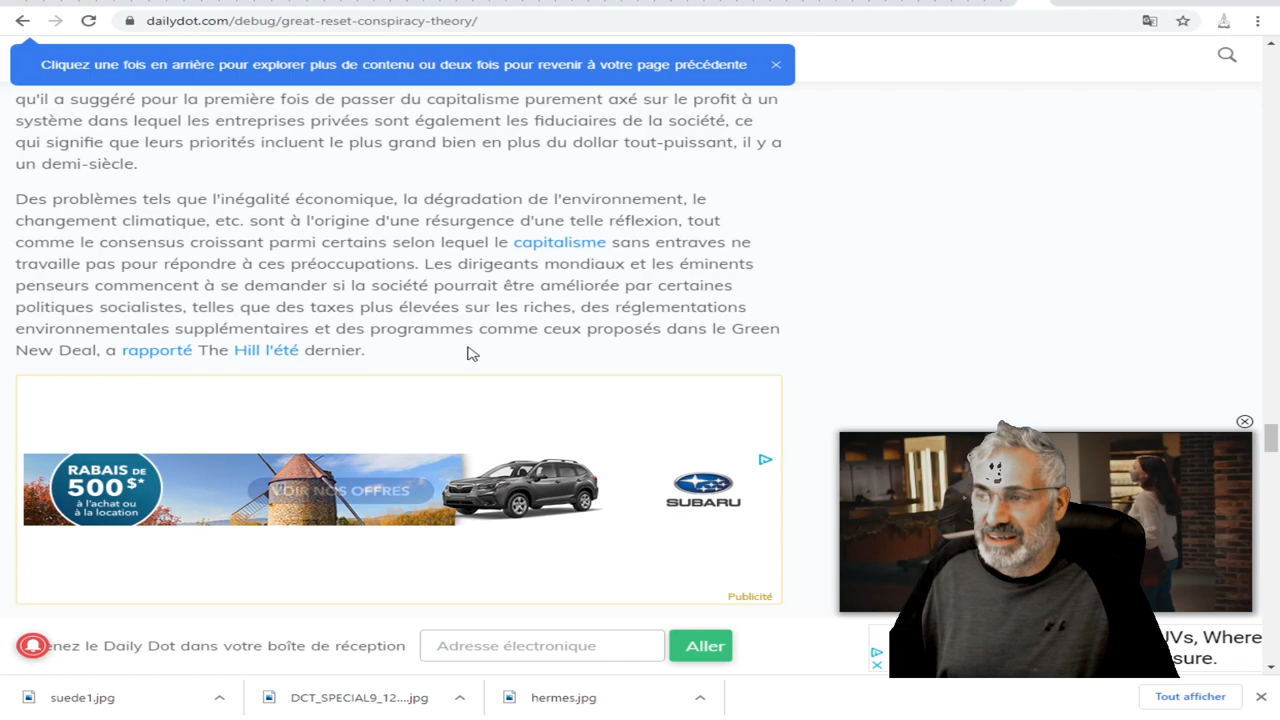 dailydot.com/debug/great-reset-conspiracy-theory/
Cliquez une fois en arrière pour explorer plus de contenu ou deux fois pour revenir à votre page précédente
qu'il a suggéré pour la première fois de passer du capitalisme purement axé sur le profit à un
système dans lequel les entreprises privées sont également les fiduciaires de la société, ce
qui signifie que leurs priorités incluent le plus grand bien en plus du dollar tout-puissant, il y a
un demi-siècle.
Des problèmes tels que l'inégalité économique, la dégradation de l'environnement, le
changement climatique, etc. sont à l'origine d'une résurgence d'une telle réflexion, tout
comme le consensus croissant parmi certains selon lequel le capitalisme sans entraves ne
travaille pas pour répondre à ces préoccupations. Les dirigeants mondiaux et les éminents
penseurs commencent à se demander si la société pourrait être améliorée par certaines
politiques socialistes, telles que des taxes plus élevées sur les riches, des réglementations
environnementales supplémentaires et des programmes comme ceux proposés dans le Green
New Deal, a rapporté The Hill l'été dernier.
RABAIS DE
500 $*
à l'achat ou
à la location
VOIR NOS OFFRES
SUBARU
Publicité
enez le Daily Dot dans votre boîte de réception
Adresse électronique
Aller
UVs, Where
sure.
suede1.jpg
DCT_SPECIAL9_12....jpg
hermes.jpg
Tout afficher